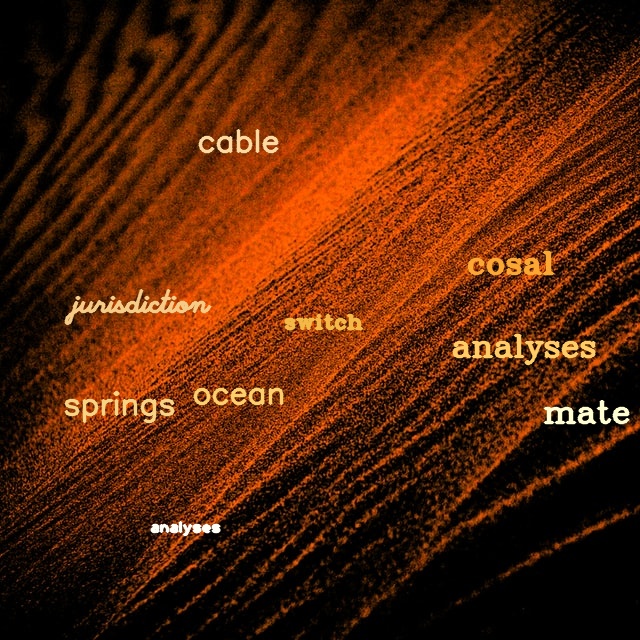 cable
cosal
jurisdiction
switch
analyses
springs
ocean
mate
analyses